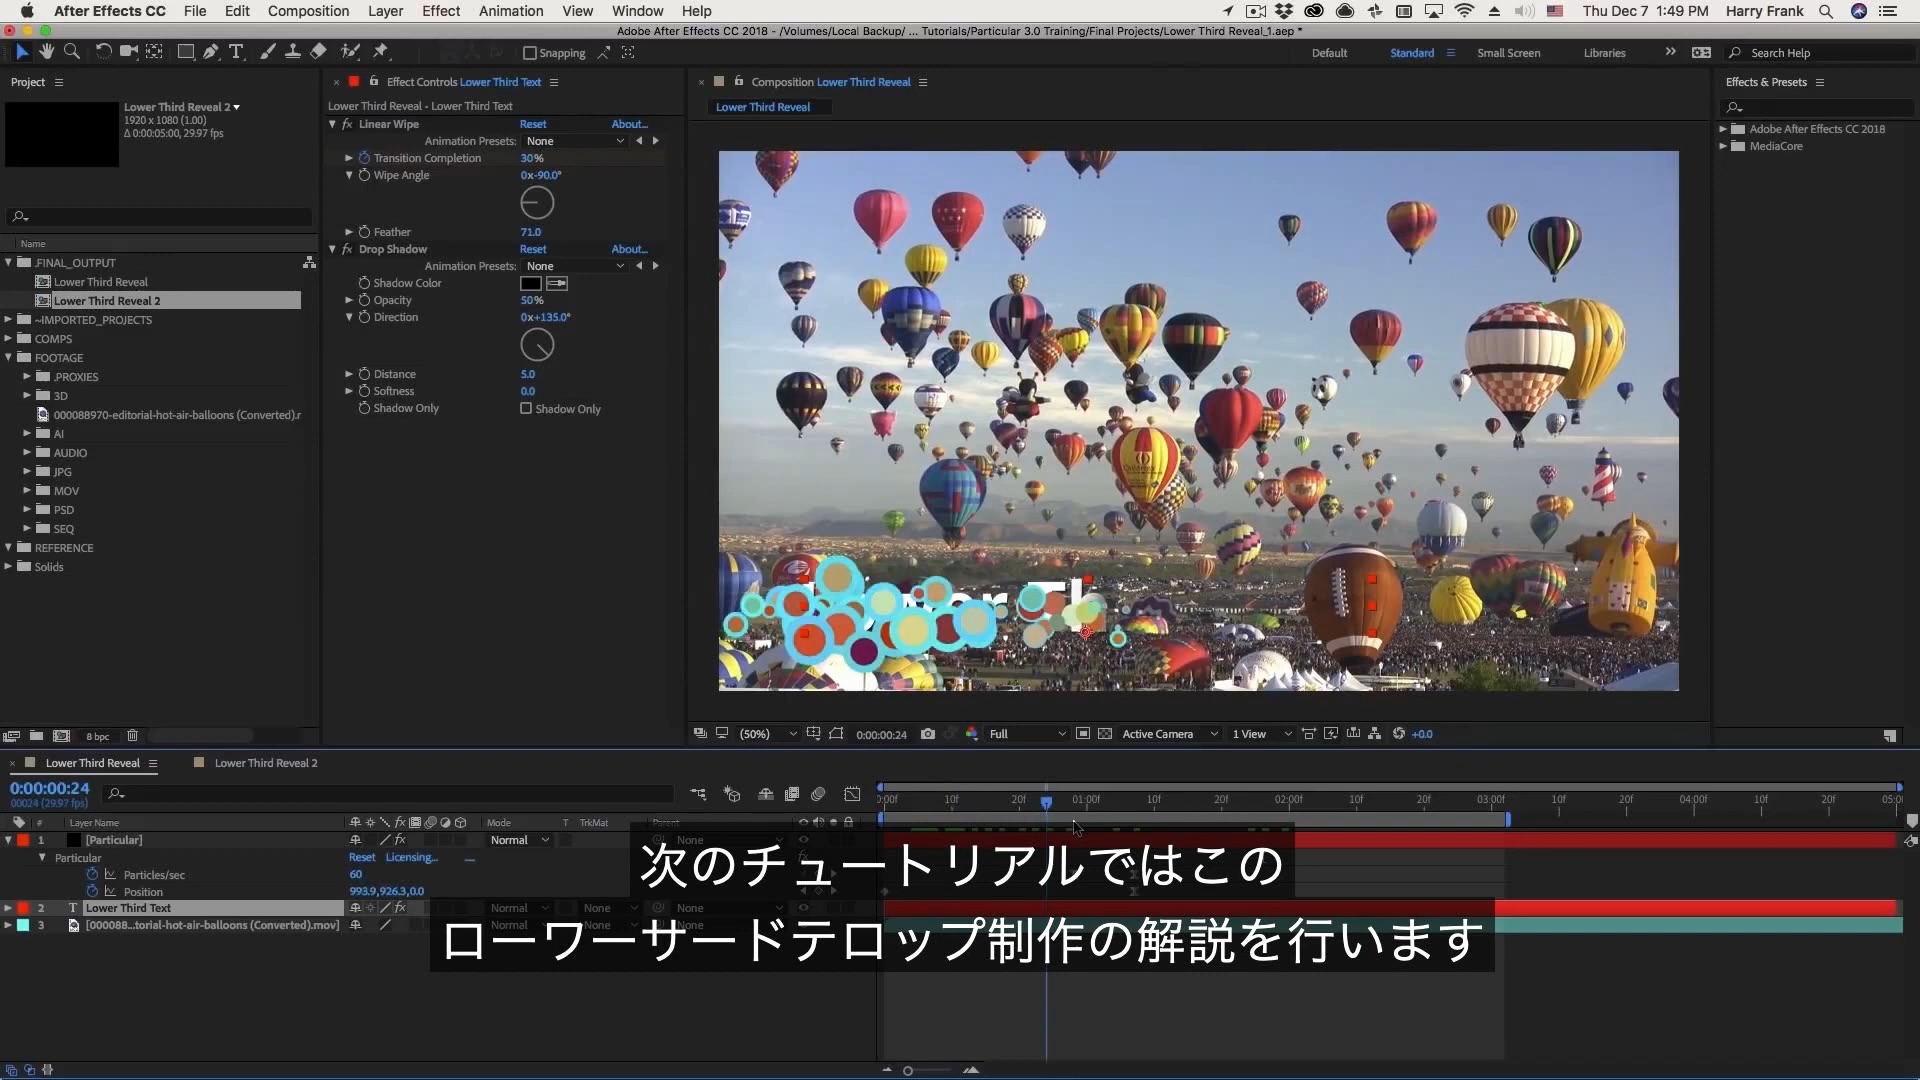 After Effects CC File Edit Composition Layer Effect Animation View Window Help Thu Dec 7 1:49 PM Harry Frank
Adobe After Effects CC 2018 - /Volumes/Local Backup/ ... Tutorials/Particular 3.0 Training/Final Projects/Lower Third Reveal_1.aep *
Snapping Default Standard Small Screen Libraries Search Help
Project
Lower Third Reveal 2
1920 x 1080 (1.00)
Δ 0:00:05:00, 29.97 fps
Name
.FINAL_OUTPUT
Lower Third Reveal
Lower Third Reveal 2
~IMPORTED_PROJECTS
COMPS
FOOTAGE
.PROXIES
3D
000088970-editorial-hot-air-balloons (Converted).r
AI
AUDIO
JPG
MOV
PSD
SEQ
REFERENCE
Solids
8 bpc
Effect Controls Lower Third Text
Lower Third Reveal - Lower Third Text
fx Linear Wipe Reset About...
Animation Presets: None
Transition Completion 30%
Wipe Angle 0x-90.0°
Feather 71.0
fx Drop Shadow Reset About...
Animation Presets: None
Shadow Color
Opacity 50%
Direction 0x+135.0°
Distance 5.0
Softness 0.0
Shadow Only Shadow Only
Composition Lower Third Reveal
Lower Third Reveal
(50%) 0:00:00:24 Full Active Camera 1 View +0.0
Effects & Presets
Adobe After Effects CC 2018
MediaCore
Lower Third Reveal Lower Third Reveal 2
0:00:00:24
00024 (29.97 fps)
0:00f 10f 20f 01:00f 10f 20f 02:00f 10f 20f 03:00f 10f 20f 04:00f 10f 20f 05:0
# Layer Name Mode T TrkMat Parent
1 [Particular] Normal None
Particular Reset Licensing...
Particles/sec 60
Position 993.9,926.3,0.0
2 T Lower Third Text Normal None None
3 [000088...torial-hot-air-balloons (Converted).mov] Normal None None
次のチュートリアルではこの
ローワーサードテロップ制作の解説を行います